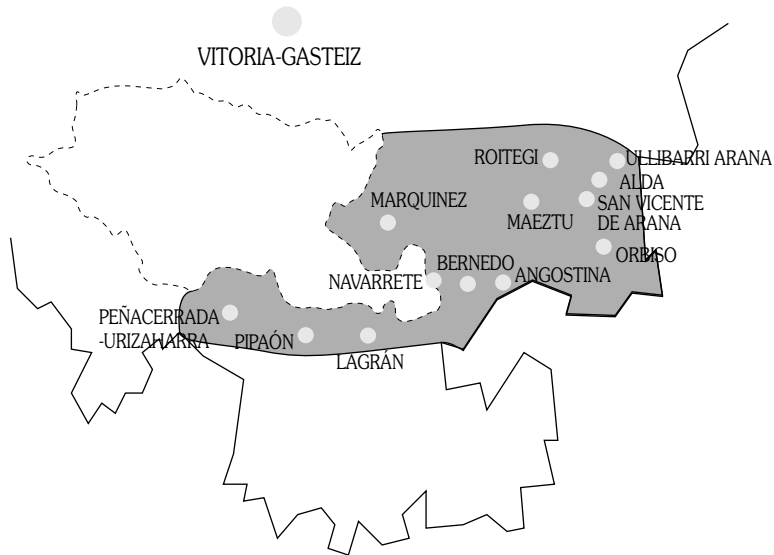 VITORIA-GASTEIZ
ROITEGI
ULLIBARRI ARANA
ALDA
MARQUINEZ
MAEZTU
SAN VICENTE
DE ARANA
ORBISO
BERNEDO
NAVARRETE
ANGOSTINA
PEÑACERRADA
-URIZAHARRA
PIPAÓN
LAGRÁN